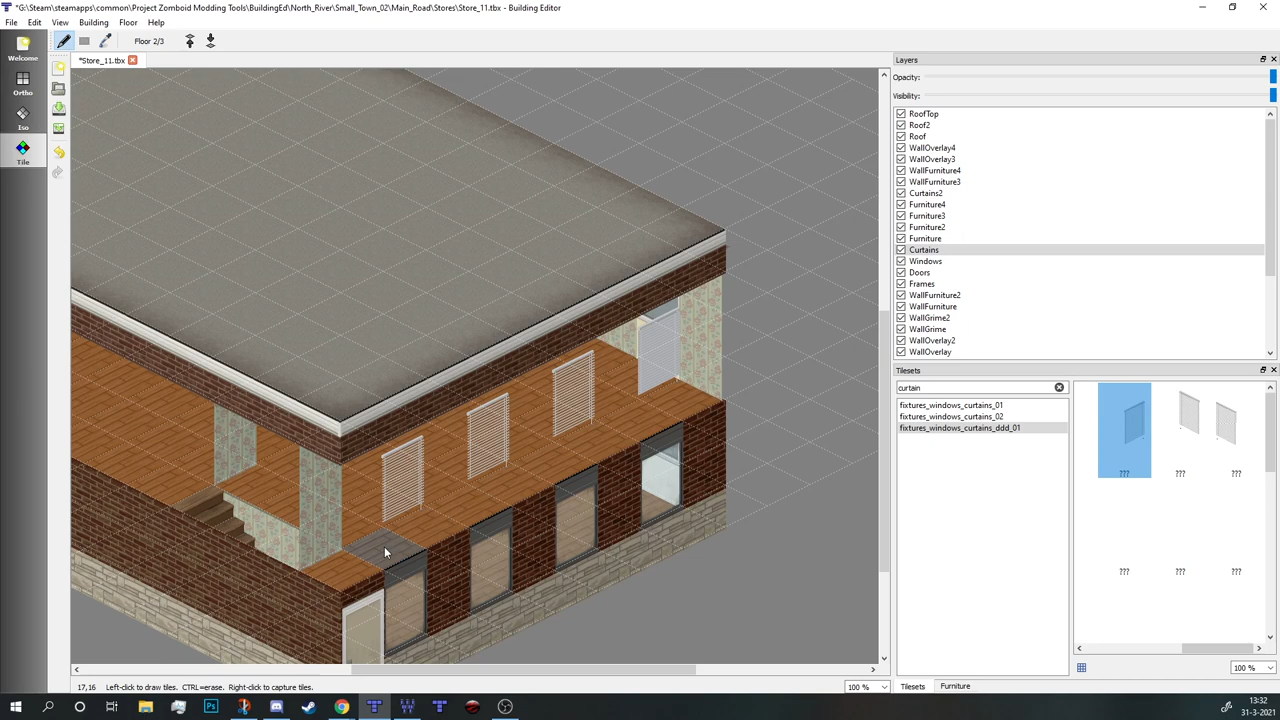 *G:\Steam\steamapps\common\Project Zomboid Modding Tools\BuildingEd\North_River\Small_Town_02\Main_Road\Stores\Store_11.tbx - Building Editor
File Edit View Building Floor Help
Floor 2/3
Welcome
Ortho
Iso
Tile
*Store_11.tbx
Layers
Opacity:
Visibility:
RoofTop
Roof2
Roof
WallOverlay4
WallOverlay3
WallFurniture4
WallFurniture3
Curtains2
Furniture4
Furniture3
Furniture2
Furniture
Curtains
Windows
Doors
Frames
WallFurniture2
WallFurniture
WallGrime2
WallGrime
WallOverlay2
WallOverlay
Tilesets
curtain
fixtures_windows_curtains_01
fixtures_windows_curtains_02
fixtures_windows_curtains_ddd_01
??? ??? ???
??? ??? ???
100 %
Tilesets Furniture
17,16 Left-click to draw tiles. CTRL=erase. Right-click to capture tiles.
100 %
13:32
31-3-2021